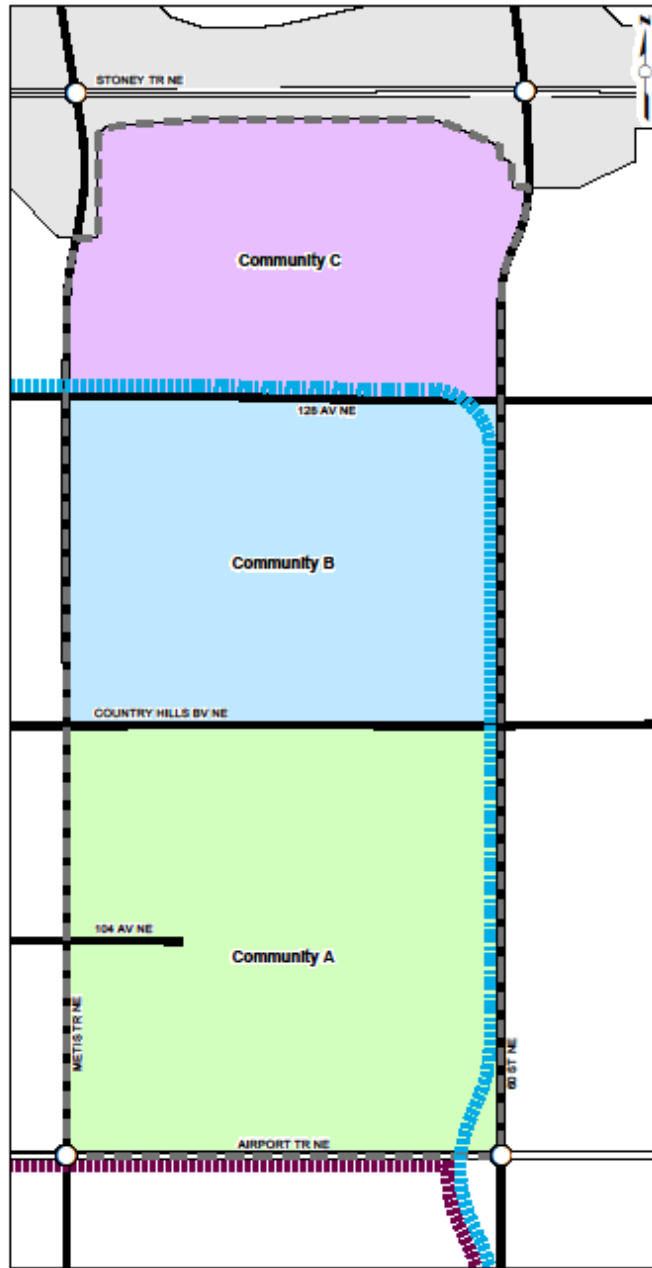 N
STONEY TR NE
Community C
128 AV NE
Community B
COUNTRY HILLS BV NE
104 AV NE
Community A
METIS TR NE
60 ST NE
AIRPORT TR NE